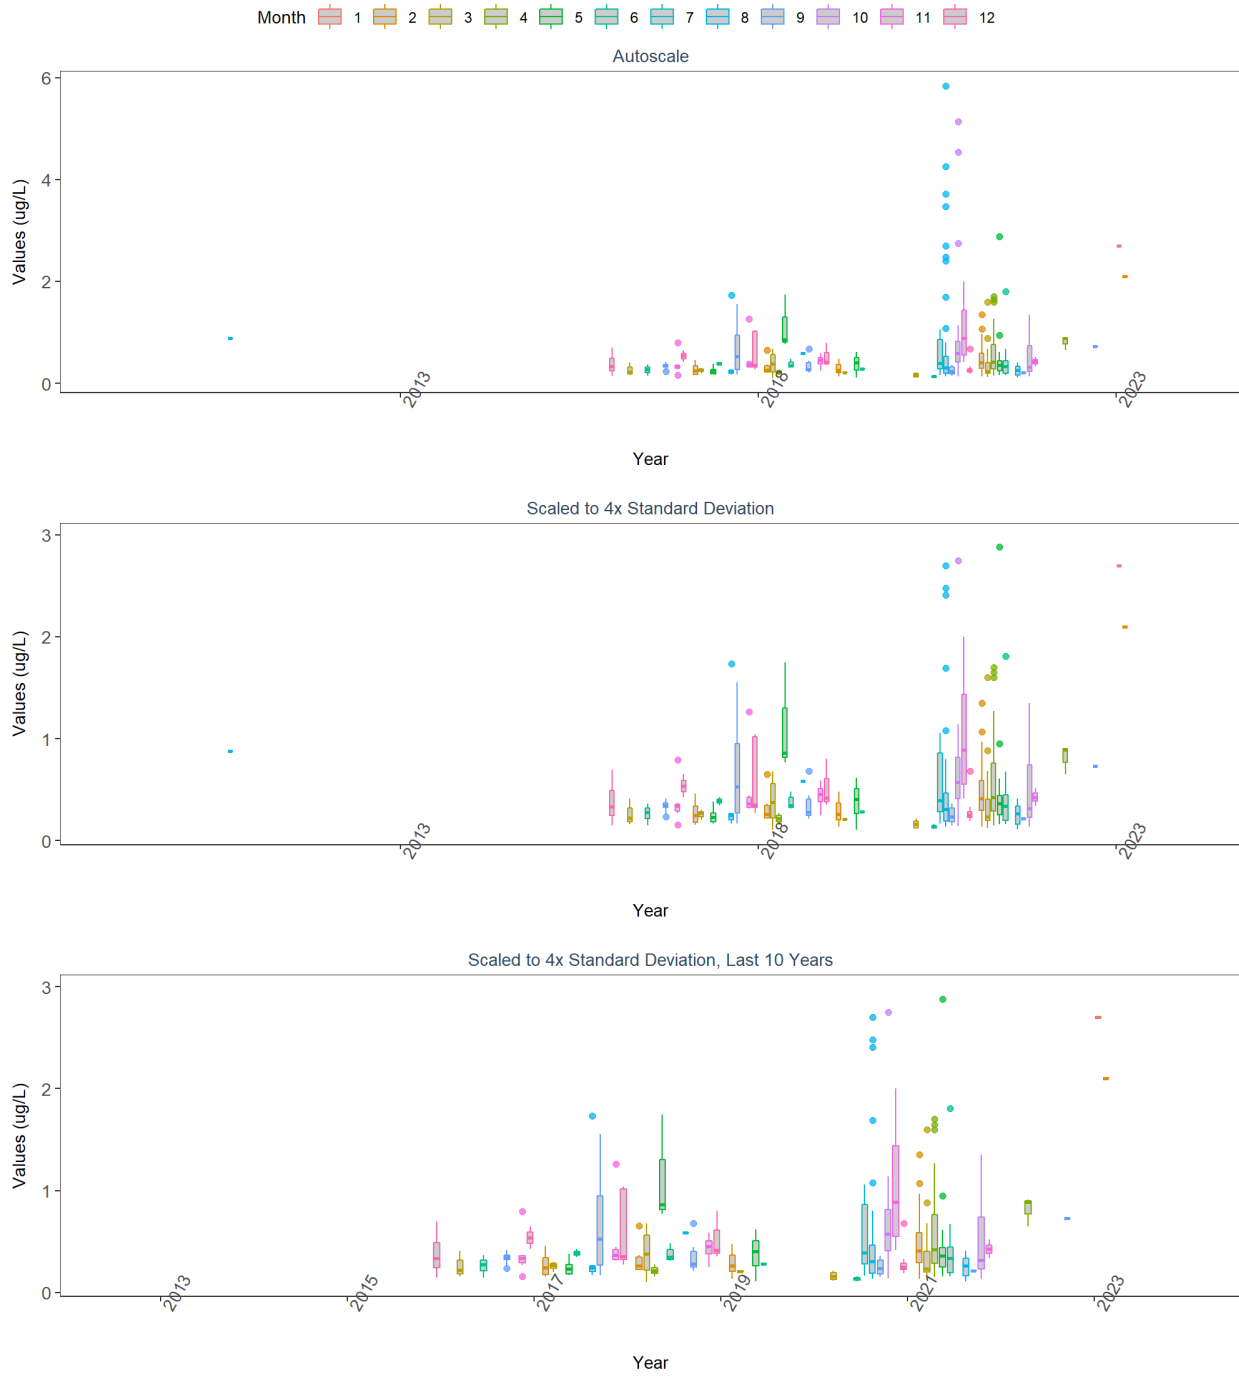 Month 1 2 3 4 5 6 7 8 9 10 11 12
Autoscale
6
4
2
0
Values (ug/L)
2013 2018 2023
Year
Scaled to 4x Standard Deviation
3
2
1
0
Values (ug/L)
2013 2018 2023
Year
Scaled to 4x Standard Deviation, Last 10 Years
3
2
1
0
Values (ug/L)
2013 2015 2017 2019 2021 2023
Year